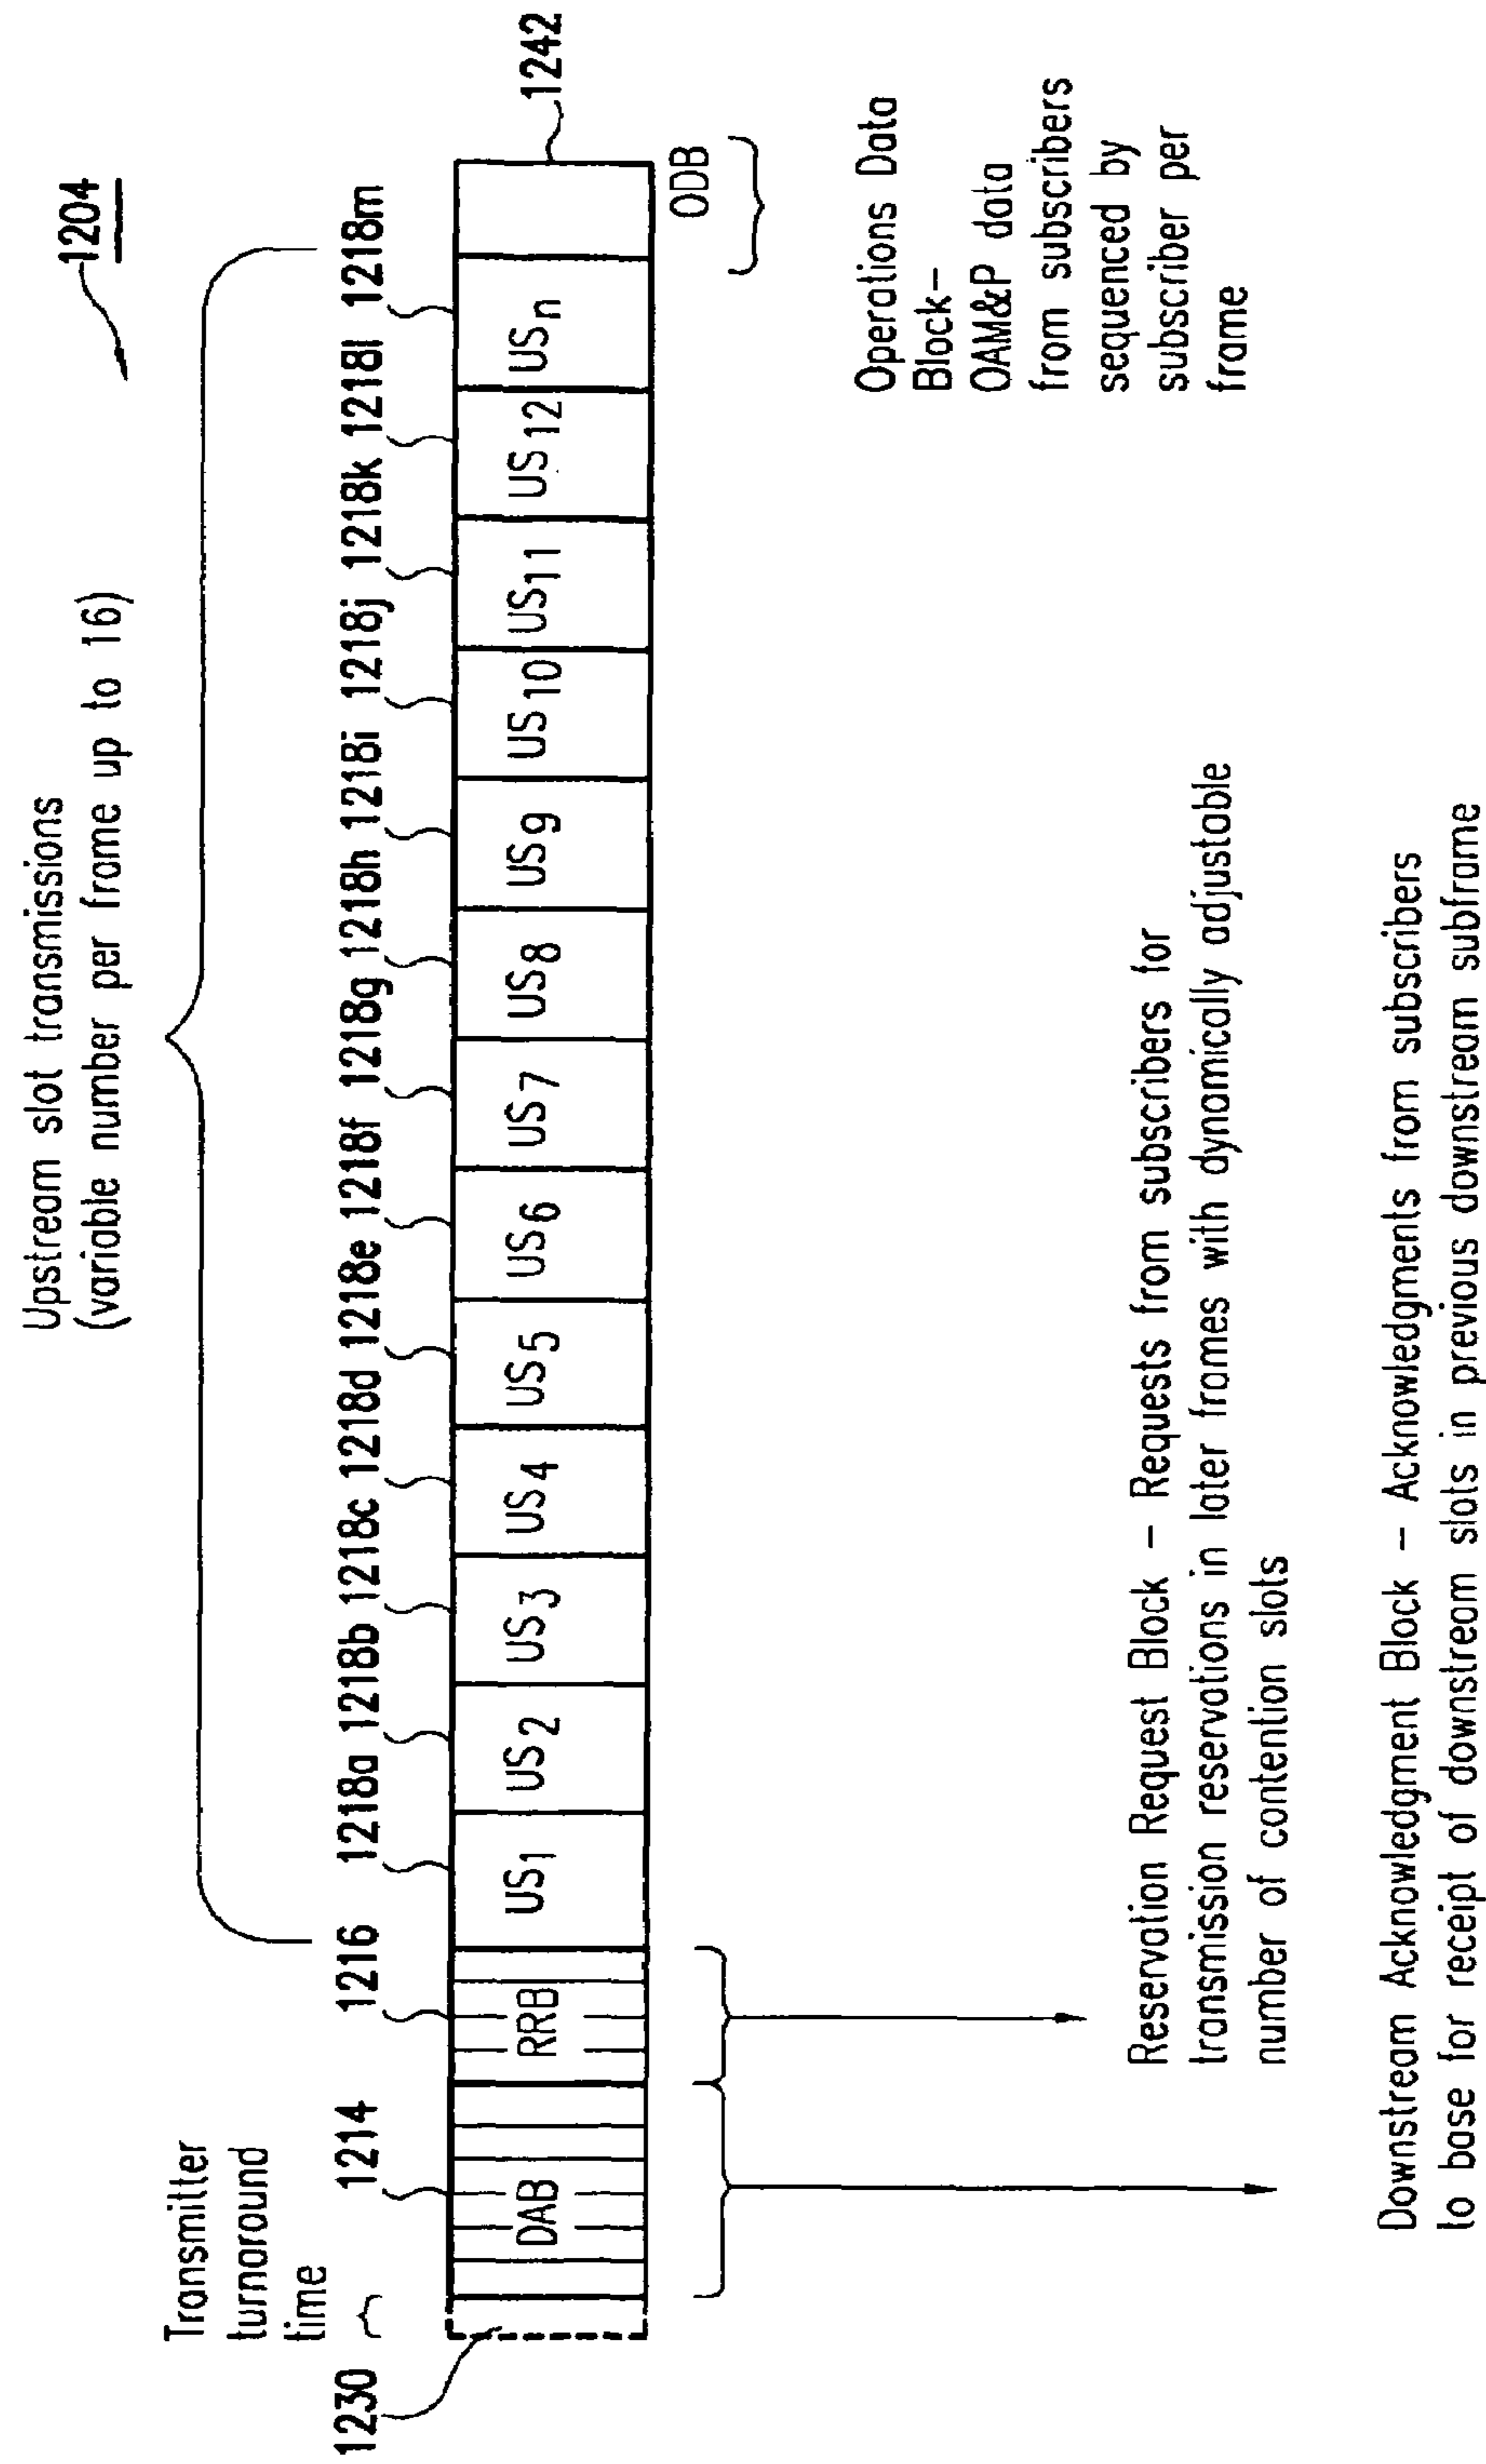 Upstream slot transmissions
(variable number per frame up to 16)
1204
Transmitter
turnaround
time
1230
1214
1216
1218a
1218b
1218c
1218d
1218e
1218f
1218g
1218h
1218i
1218j
1218k
1218l
1218m
1242
DAB
RRB
US1
US2
US3
US4
US5
US6
US7
US8
US9
US10
US11
US12
USn
ODB
Operations Data
Block-
OAM&P data
from subscribers
sequenced by
subscriber per
frame
Reservation Request Block - Requests from subscribers for
transmission reservations in later frames with dynamically adjustable
number of contention slots
Downstream Acknowledgment Block - Acknowledgments from subscribers
to base for receipt of downstream slots in previous downstream subframe